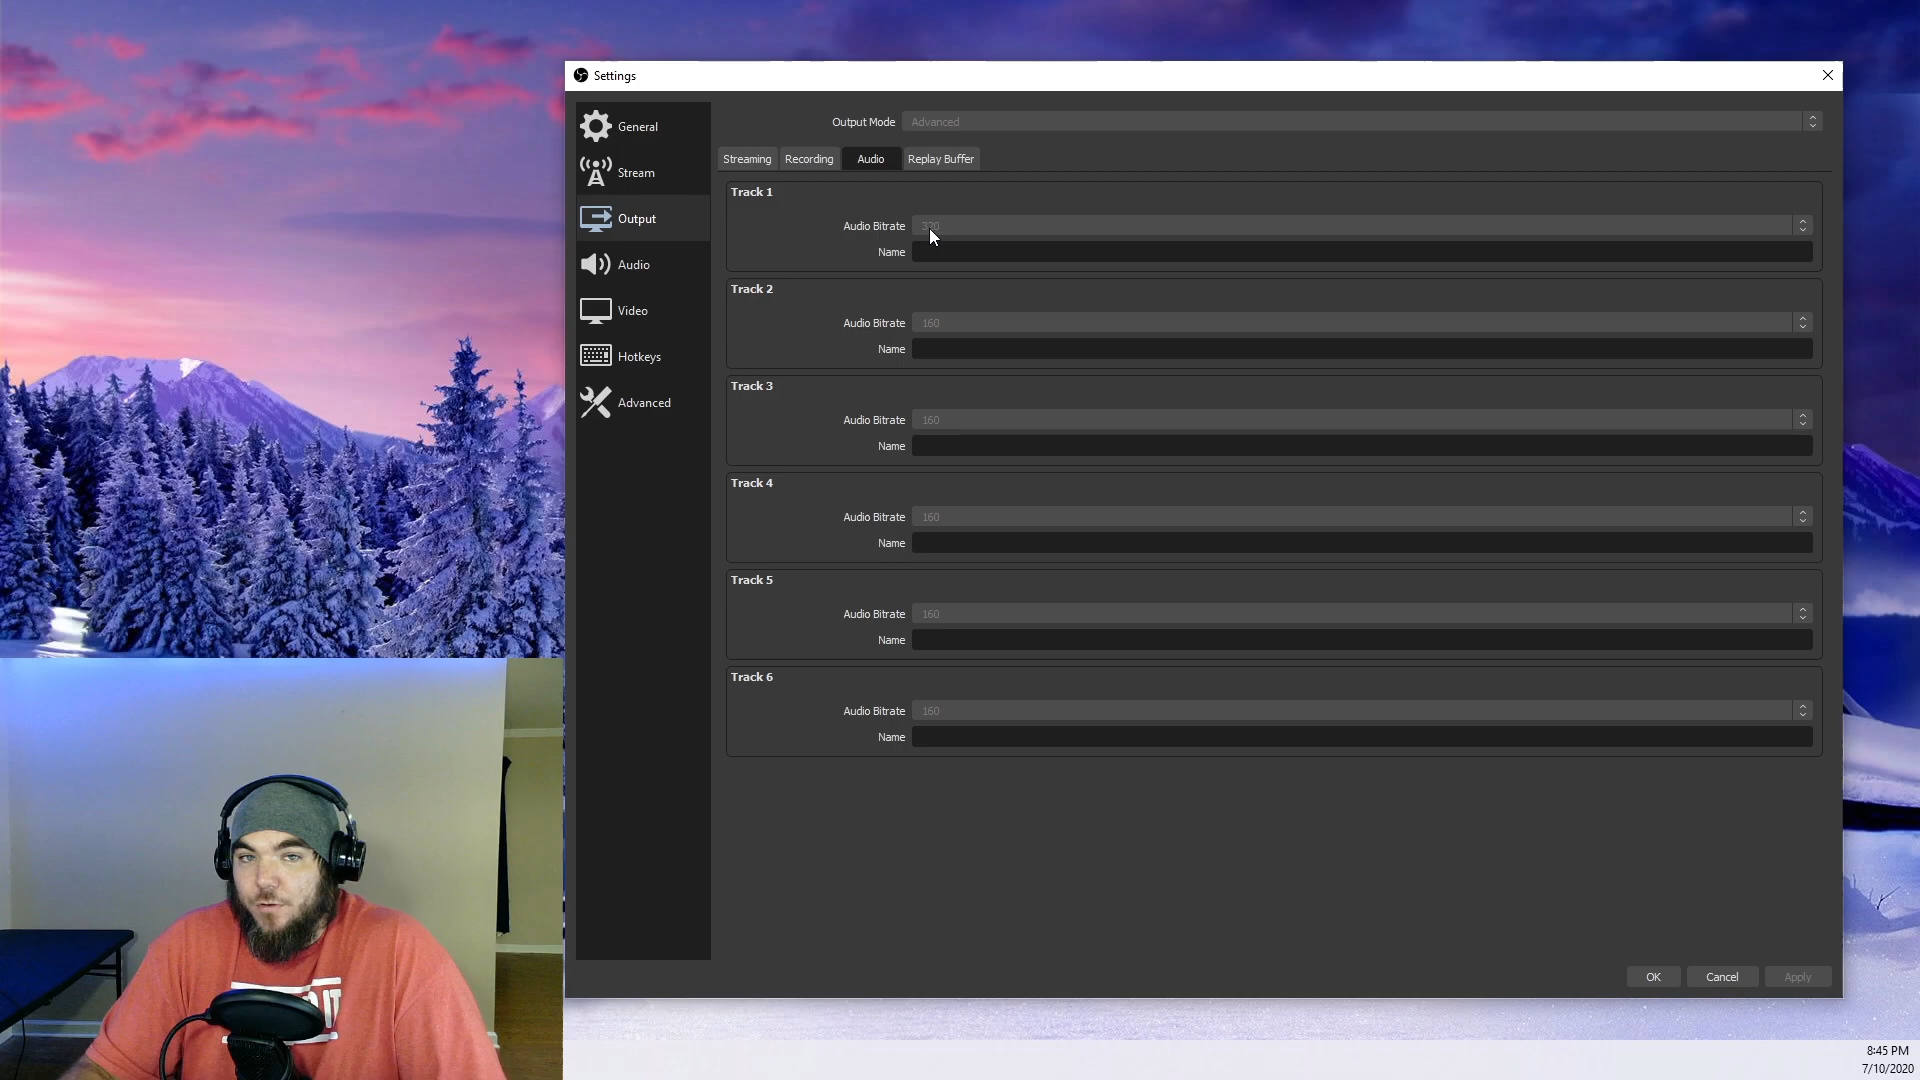 Settings
General
Stream
Output
Audio
Video
Hotkeys
Advanced
Output Mode Advanced
Streaming Recording Audio Replay Buffer
Track 1
Audio Bitrate 320
Name
Track 2
Audio Bitrate 160
Name
Track 3
Audio Bitrate 160
Name
Track 4
Audio Bitrate 160
Name
Track 5
Audio Bitrate 160
Name
Track 6
Audio Bitrate 160
Name
OK Cancel Apply
8:45 PM
7/10/2020